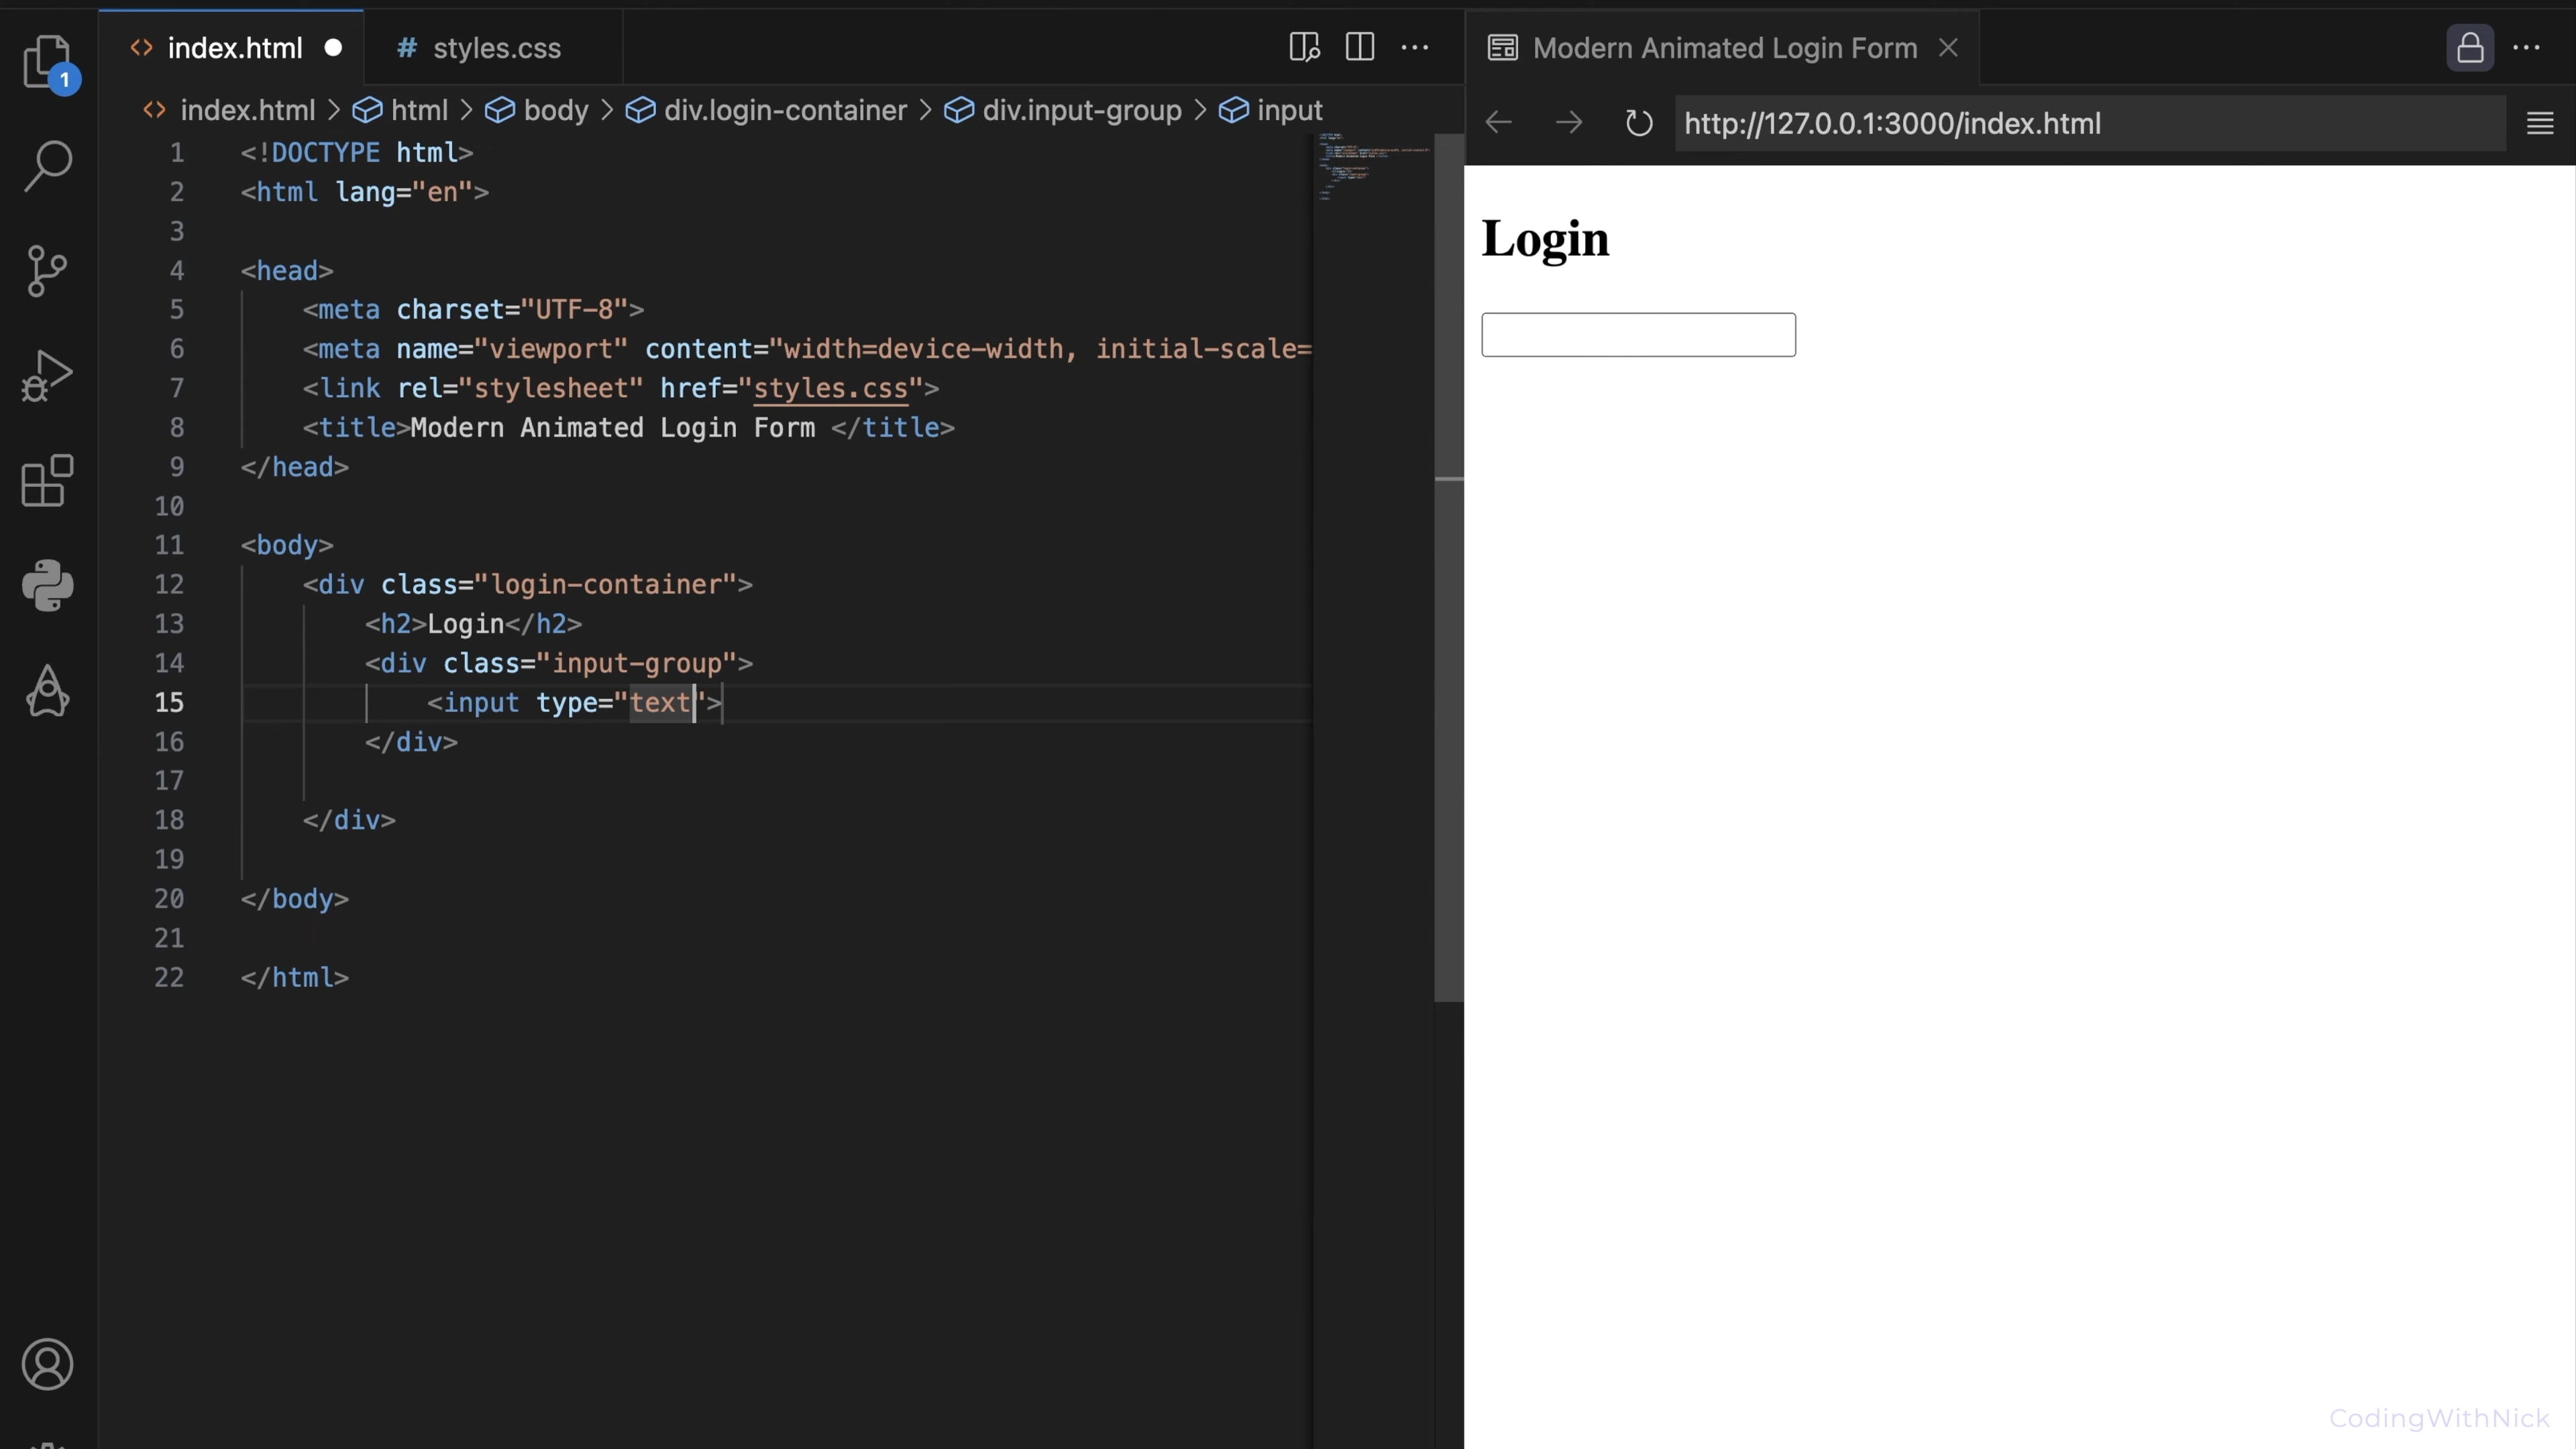 index.html
# styles.css
Modern Animated Login Form
1
index.html > html > body > div.login-container > div.input-group > input
http://127.0.0.1:3000/index.html
1 <!DOCTYPE html>
2 <html lang="en">
3
4 <head>
5 <meta charset="UTF-8">
6 <meta name="viewport" content="width=device-width, initial-scale=
7 <link rel="stylesheet" href="styles.css">
8 <title>Modern Animated Login Form </title>
9 </head>
10
11 <body>
12 <div class="login-container">
13 <h2>Login</h2>
14 <div class="input-group">
15 <input type="text">
16 </div>
17
18 </div>
19
20 </body>
21
22 </html>
Login
CodingWithNick